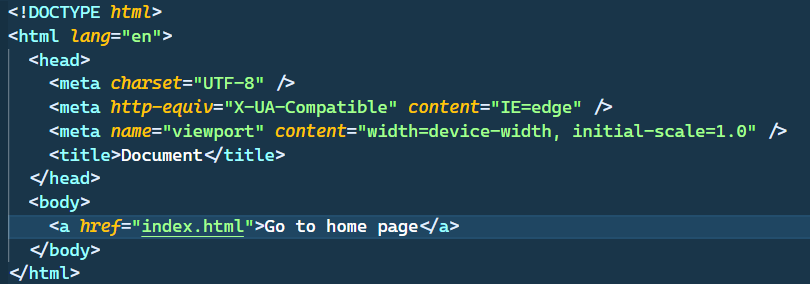 <!DOCTYPE html>
<html lang="en">
  <head>
    <meta charset="UTF-8" />
    <meta http-equiv="X-UA-Compatible" content="IE=edge" />
    <meta name="viewport" content="width=device-width, initial-scale=1.0" />
    <title>Document</title>
  </head>
  <body>
    <a href="index.html">Go to home page</a>
  </body>
</html>